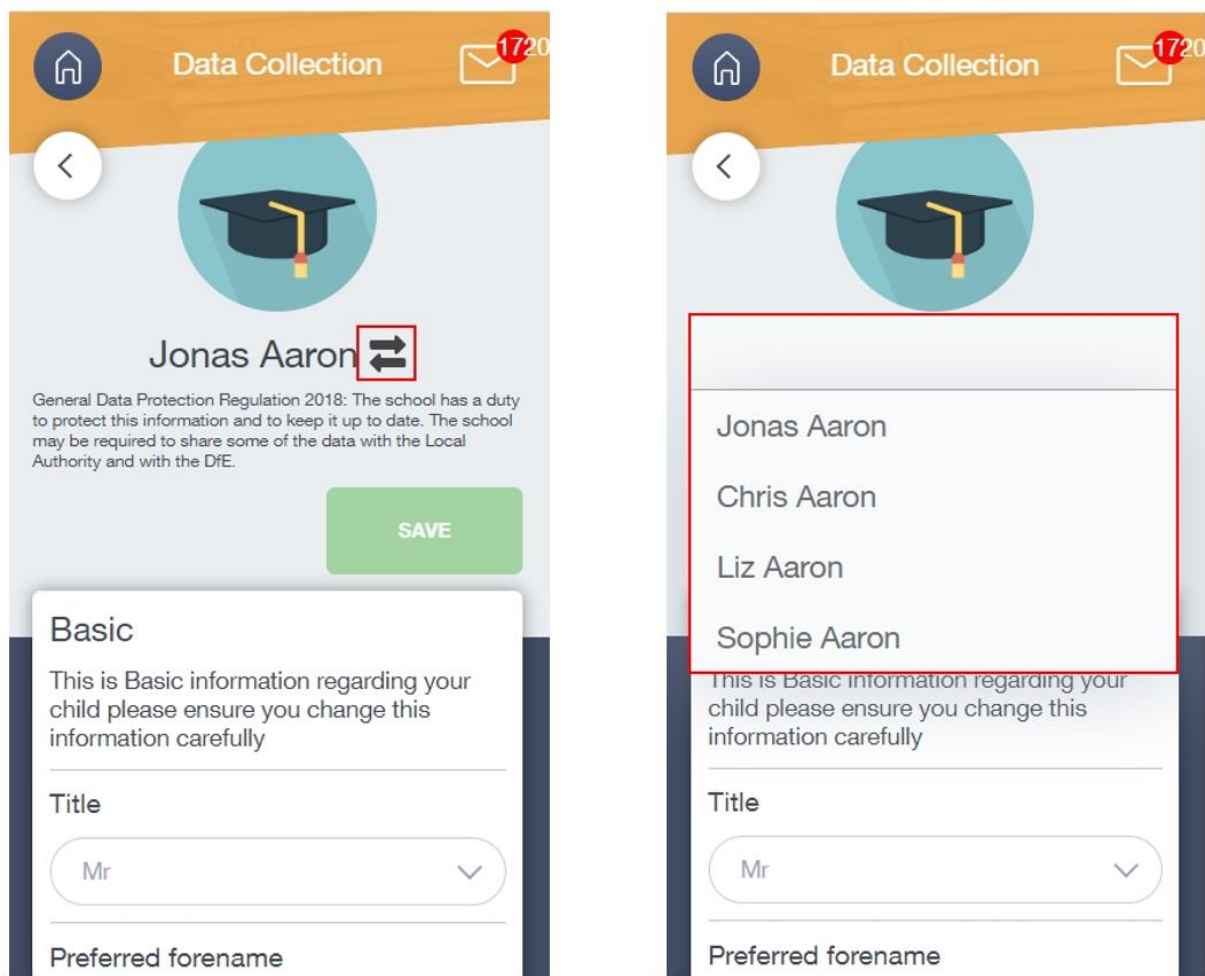 Data Collection
1720
Jonas Aaron
General Data Protection Regulation 2018: The school has a duty
to protect this information and to keep it up to date. The school
may be required to share some of the data with the Local
Authority and with the DfE.
SAVE
Basic
This is Basic information regarding your
child please ensure you change this
information carefully
Title
Mr
Preferred forename
Data Collection
1720
Jonas Aaron
Chris Aaron
Liz Aaron
Sophie Aaron
This is Basic information regarding your
child please ensure you change this
information carefully
Title
Mr
Preferred forename